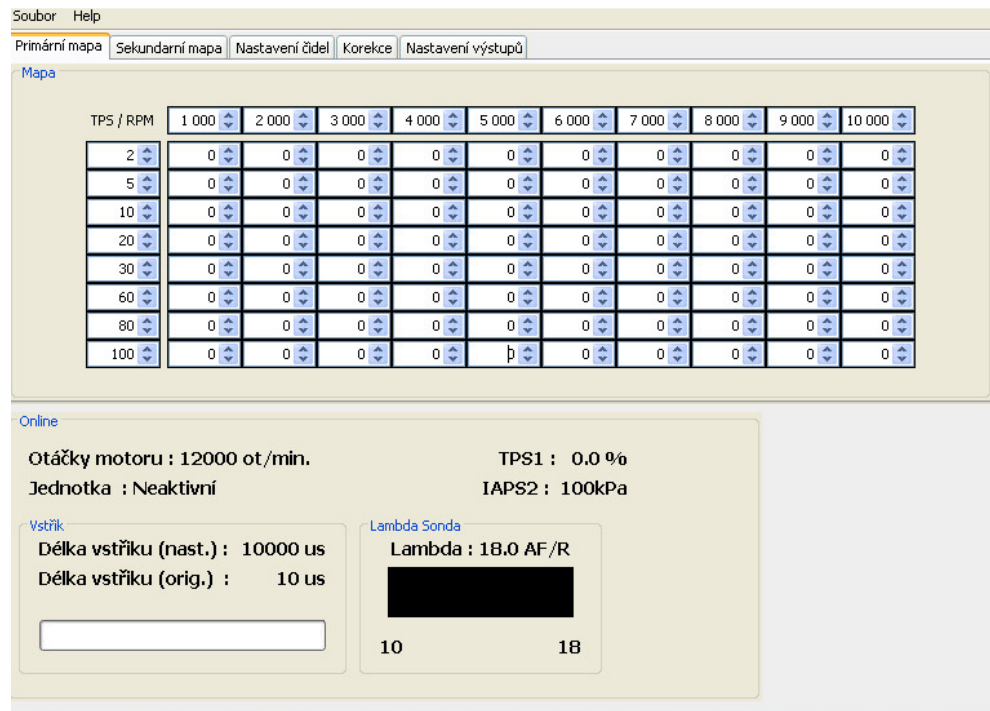 Soubor Help
Primární mapa Sekundarní mapa Nastavení čidel Korekce Nastavení výstupů
Mapa
TPS / RPM 1 000 2 000 3 000 4 000 5 000 6 000 7 000 8 000 9 000 10 000
2 0 0 0 0 0 0 0 0 0 0
5 0 0 0 0 0 0 0 0 0 0
10 0 0 0 0 0 0 0 0 0 0
20 0 0 0 0 0 0 0 0 0 0
30 0 0 0 0 0 0 0 0 0 0
60 0 0 0 0 0 0 0 0 0 0
80 0 0 0 0 0 0 0 0 0 0
100 0 0 0 0 0 0 0 0 0 0
Online
Otáčky motoru : 12000 ot/min. TPS1 : 0.0 %
Jednotka : Neaktivní IAPS2 : 100kPa
Vstřik Lambda Sonda
Délka vstřiku (nast.) : 10000 us Lambda : 18.0 AF/R
Délka vstřiku (orig.) : 10 us
10 18